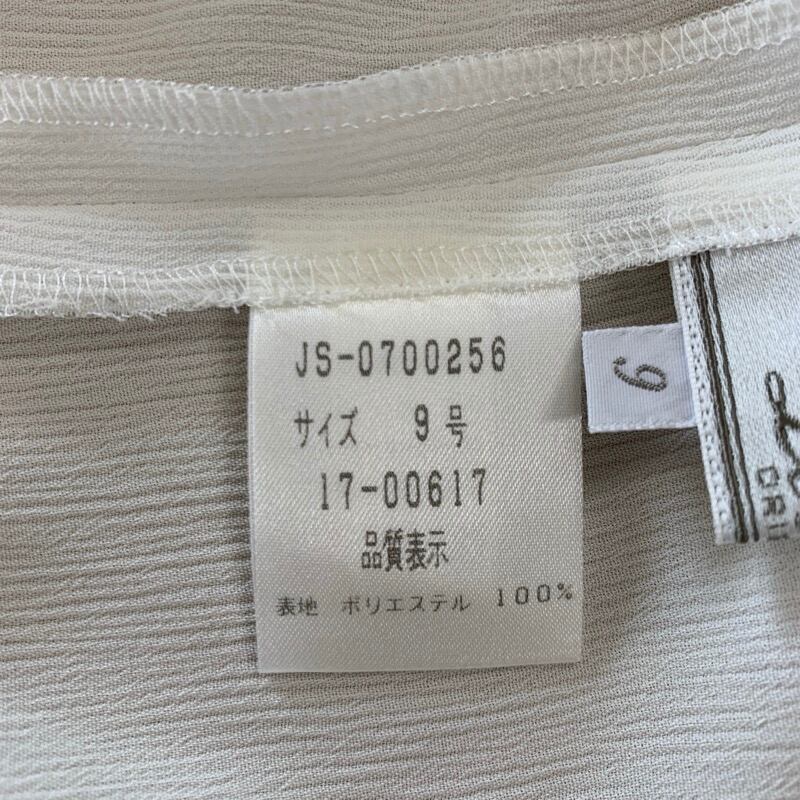 JS-0700256
サイズ 9号
17-00617
品質表示
表地 ポリエステル 100%
9